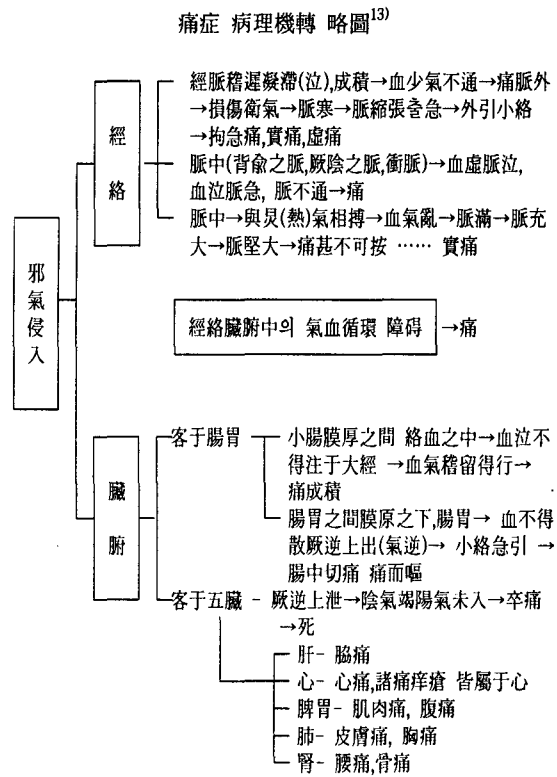 痛症 病理機轉 略圖13)
經脈稽遲凝滯(泣),成積→血少氣不通→痛脈外
→損傷衛氣→脈寒→脈縮張출急→外引小絡
→拘急痛,實痛,虛痛
經
絡
脈中(背兪之脈,厥陰之脈,衝脈)→血虛脈泣,
血泣脈急, 脈不通→痛
脈中→與炅(熱)氣相搏→血氣亂→脈滿→脈充
大→脈堅大→痛甚不可按 …… 實痛
邪
氣
侵
入
經絡臟腑中의 氣血循環 障碍 →痛
客于腸胃
小腸膜厚之間 絡血之中→血泣不
得注于大經 →血氣稽留得行→
痛成積
臟
腑
腸胃之間膜原之下,腸胃→ 血不得
散厥逆上出(氣逆)→ 小絡急引 →
腸中切痛 痛而嘔
客于五臟 - 厥逆上泄→陰氣竭陽氣未入→卒痛
→死
肝- 脇痛
心- 心痛,諸痛痒瘡 皆屬于心
脾胃- 肌肉痛, 腹痛
肺- 皮膚痛, 胸痛
腎- 腰痛,骨痛